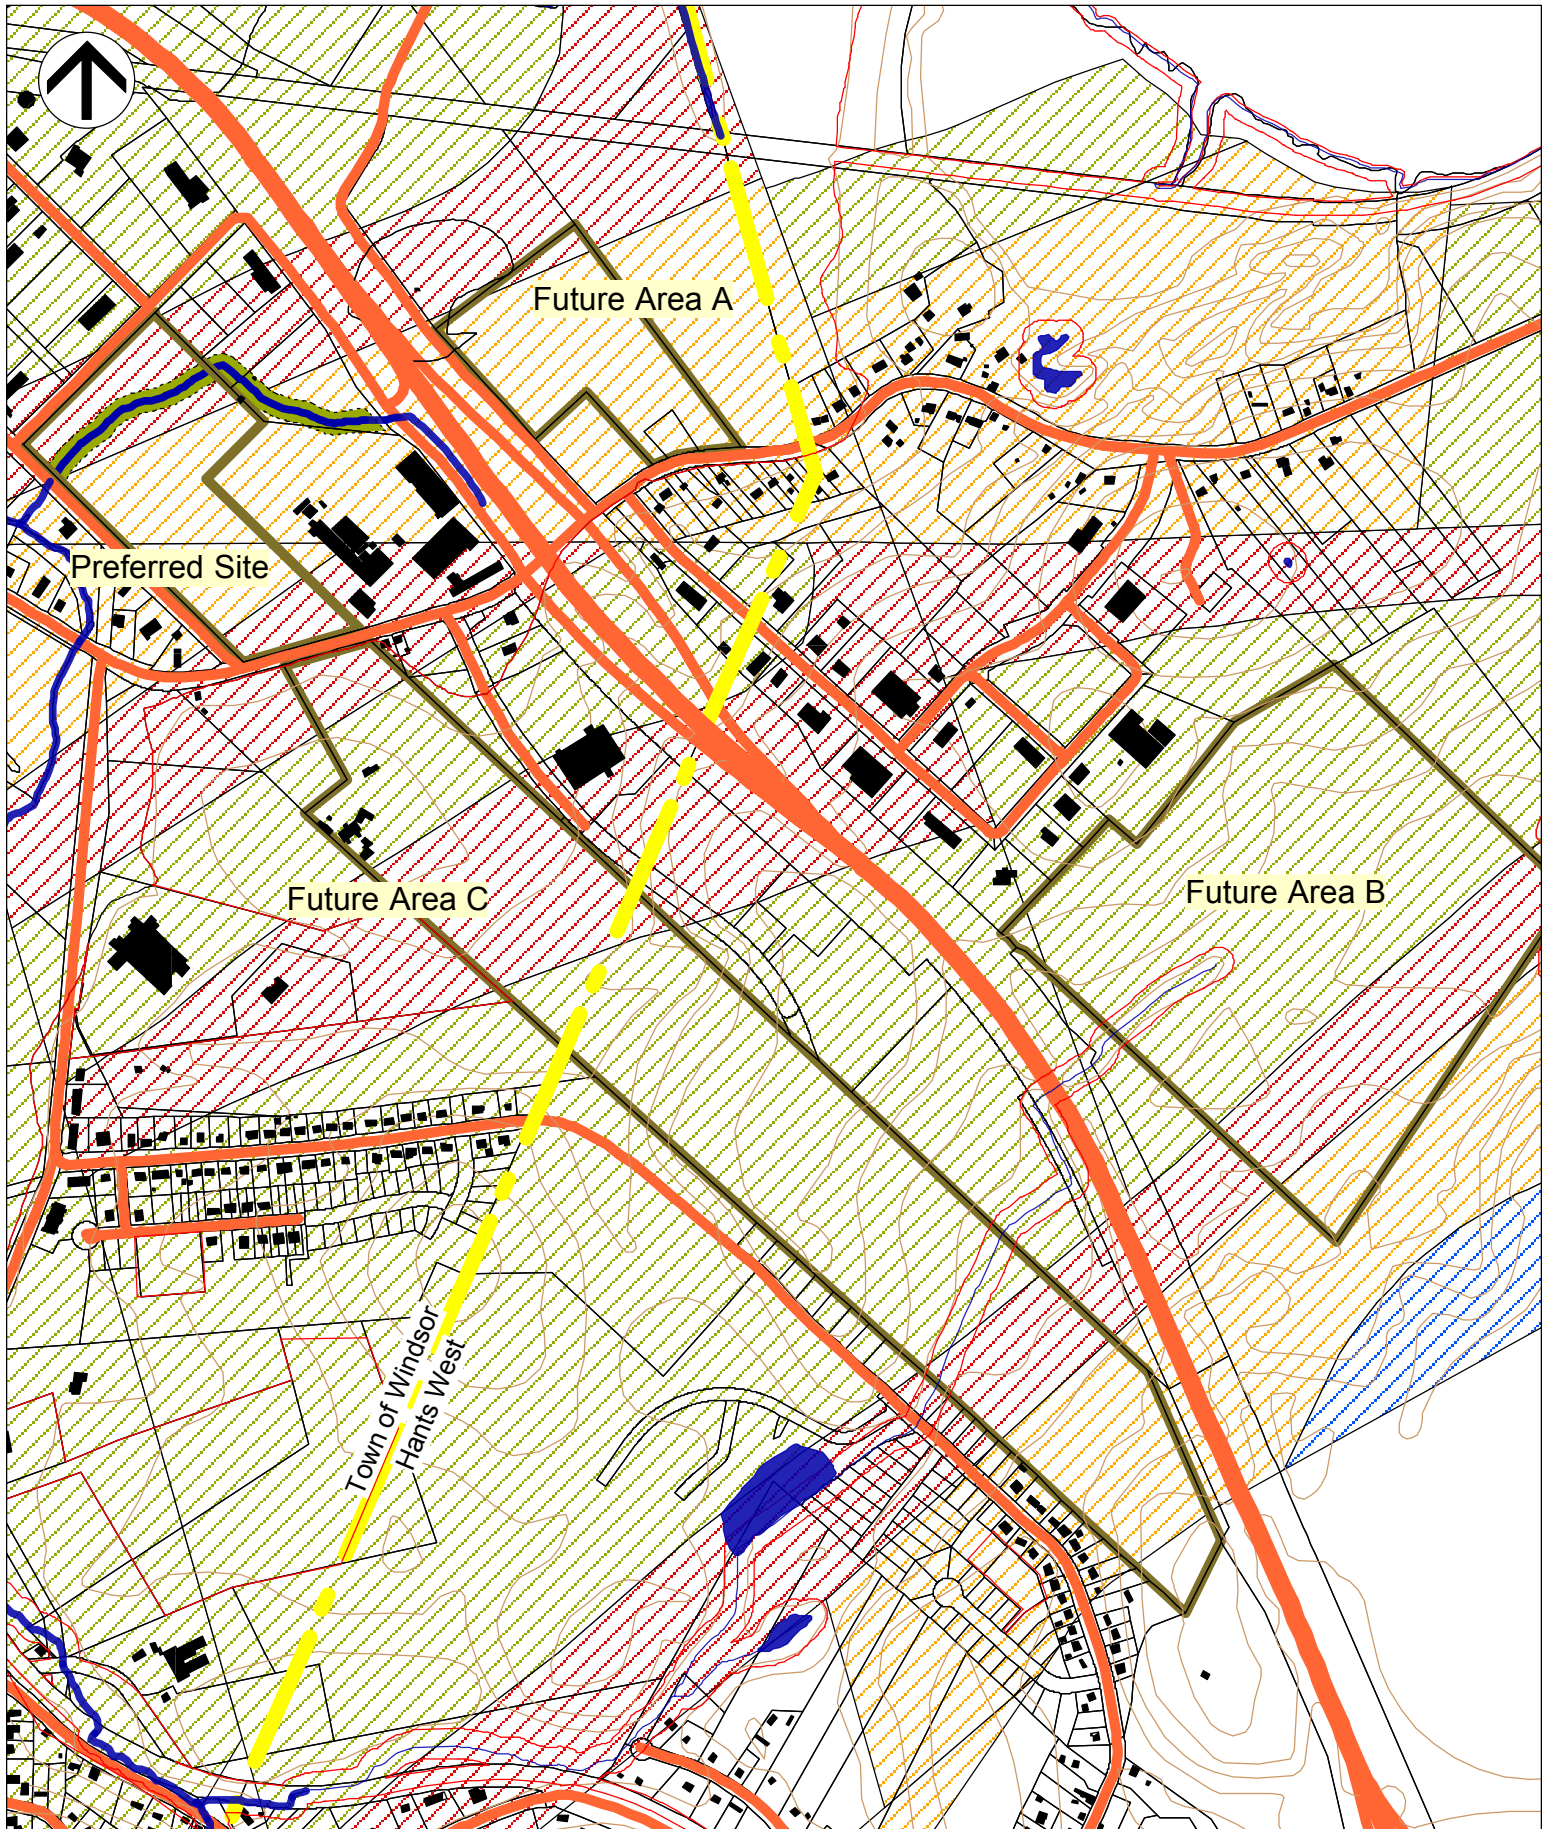 Future Area A
Preferred Site
Future Area B
Future Area C
Town of Windsor
Hants West